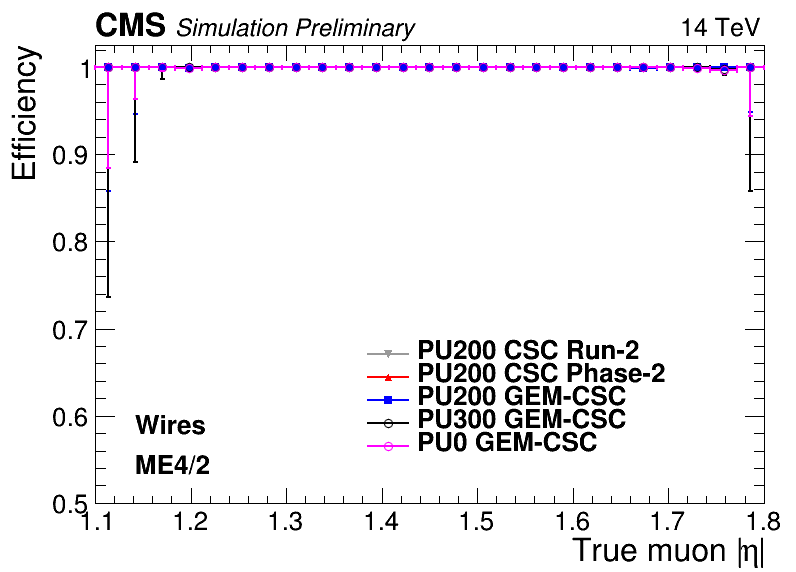 CMS Simulation Preliminary 14 TeV
Efficiency
1
0.9
0.8
0.7
0.6
0.5
PU200 CSC Run-2
PU200 CSC Phase-2
PU200 GEM-CSC
PU300 GEM-CSC
PU0 GEM-CSC
Wires
ME4/2
1.1 1.2 1.3 1.4 1.5 1.6 1.7 1.8
True muon |η|